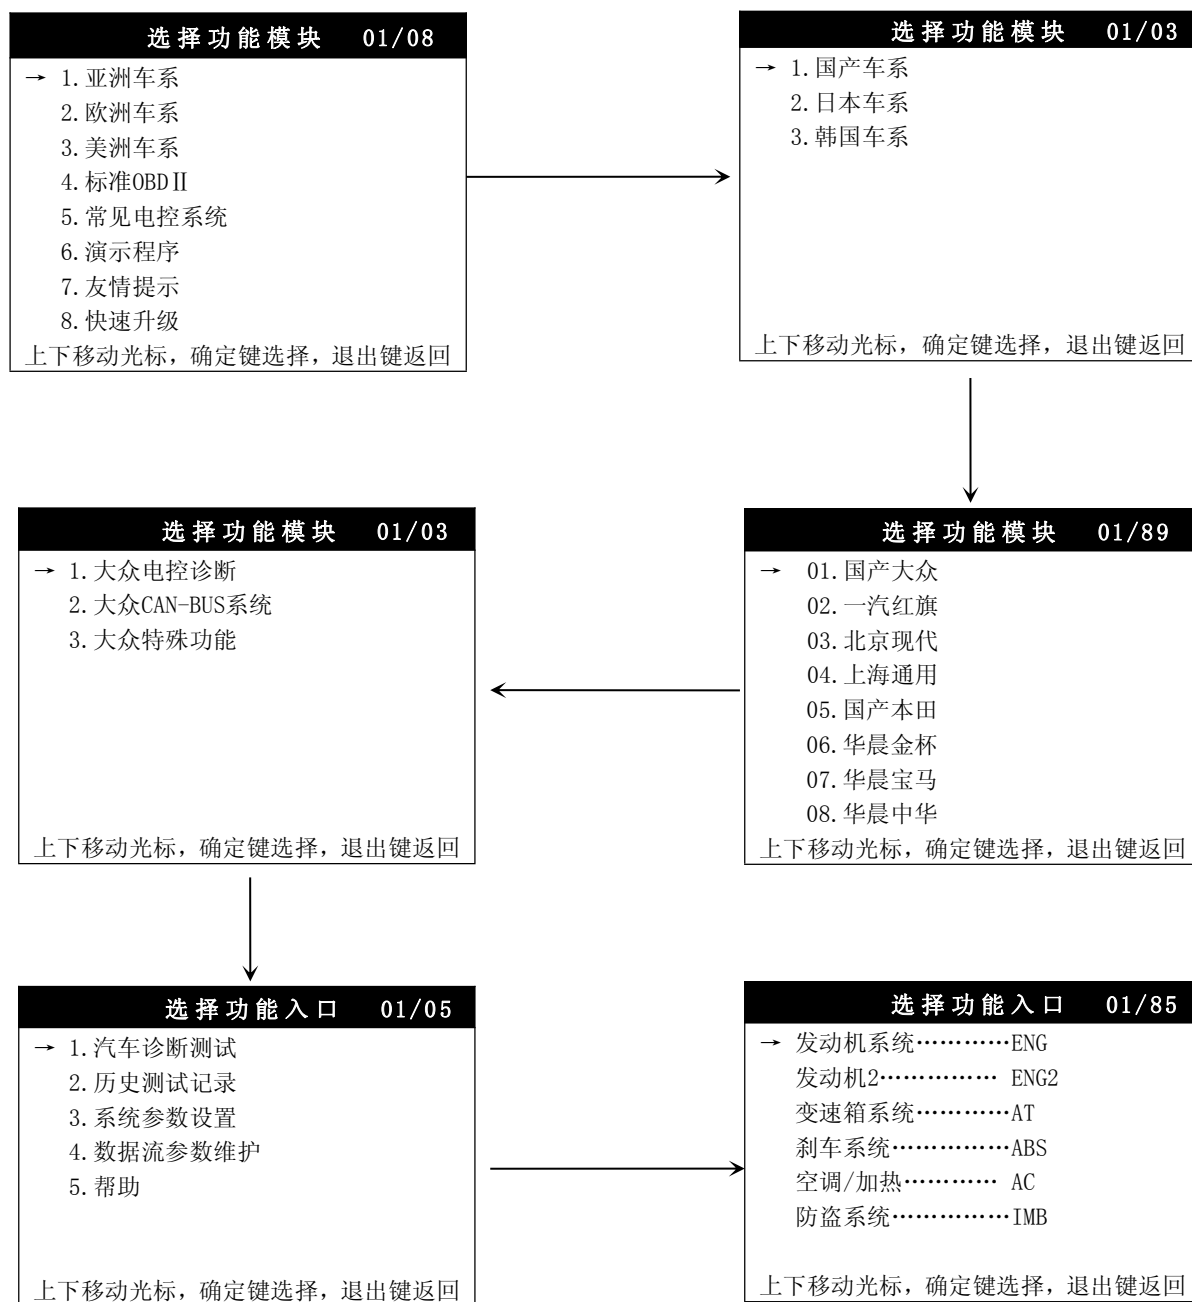 选择功能模块 01/08
→ 1.亚洲车系
2.欧洲车系
3.美洲车系
4.标准OBDⅡ
5.常见电控系统
6.演示程序
7.友情提示
8.快速升级
上下移动光标，确定键选择，退出键返回
选择功能模块 01/03
→ 1.国产车系
2.日本车系
3.韩国车系
上下移动光标，确定键选择，退出键返回
选择功能模块 01/03
→ 1.大众电控诊断
2.大众CAN-BUS系统
3.大众特殊功能
上下移动光标，确定键选择，退出键返回
选择功能模块 01/89
→ 01.国产大众
02.一汽红旗
03.北京现代
04.上海通用
05.国产本田
06.华晨金杯
07.华晨宝马
08.华晨中华
上下移动光标，确定键选择，退出键返回
选择功能入口 01/05
→ 1.汽车诊断测试
2.历史测试记录
3.系统参数设置
4.数据流参数维护
5.帮助
上下移动光标，确定键选择，退出键返回
选择功能入口 01/85
→ 发动机系统…………ENG
发动机2…………… ENG2
变速箱系统…………AT
刹车系统……………ABS
空调/加热………… AC
防盗系统……………IMB
上下移动光标，确定键选择，退出键返回